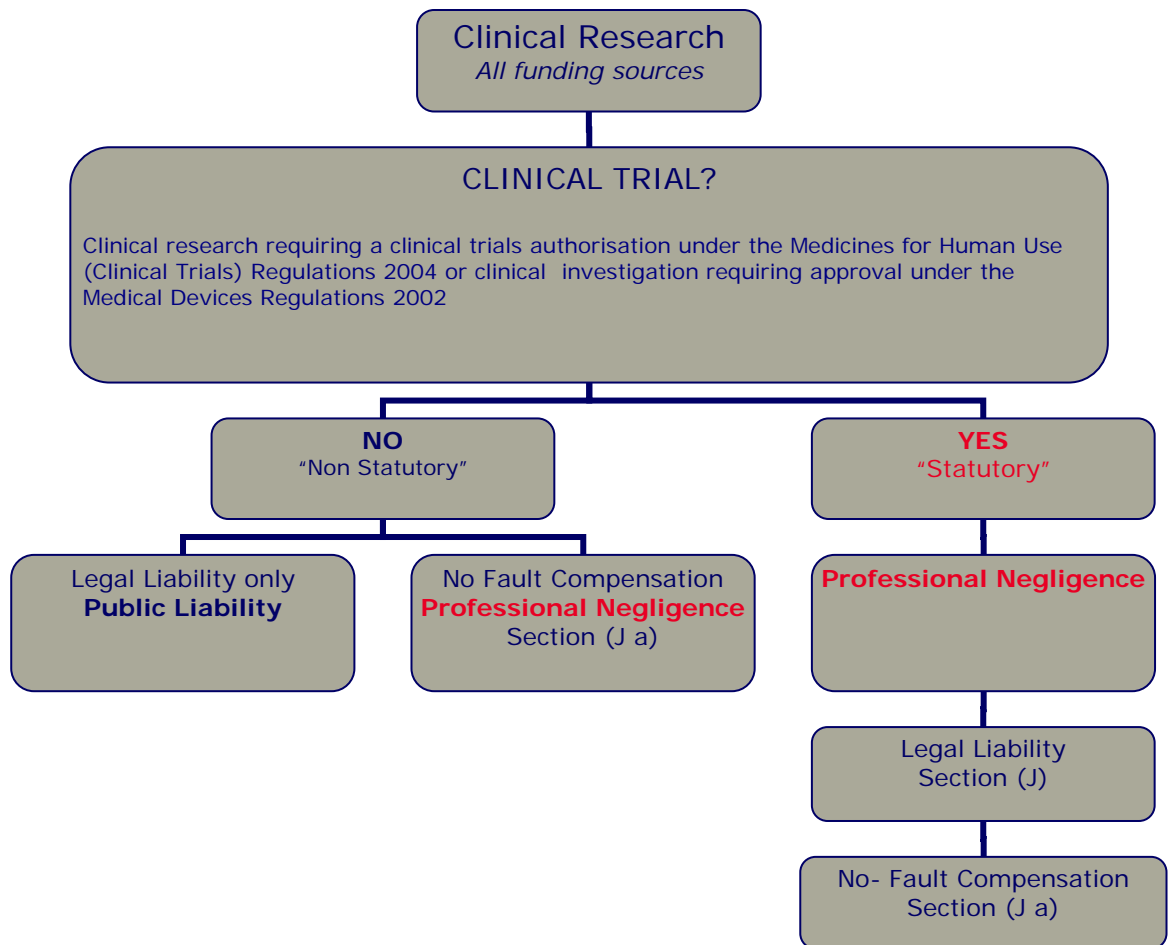 Clinical Research
All funding sources
CLINICAL TRIAL?
Clinical research requiring a clinical trials authorisation under the Medicines for Human Use
(Clinical Trials) Regulations 2004 or clinical  investigation requiring approval under the
Medical Devices Regulations 2002
NO
“Non Statutory”
YES
“Statutory”
Legal Liability only
Public Liability
No Fault Compensation
Professional Negligence
Section (J a)
Professional Negligence
Legal Liability
Section (J)
No- Fault Compensation
Section (J a)